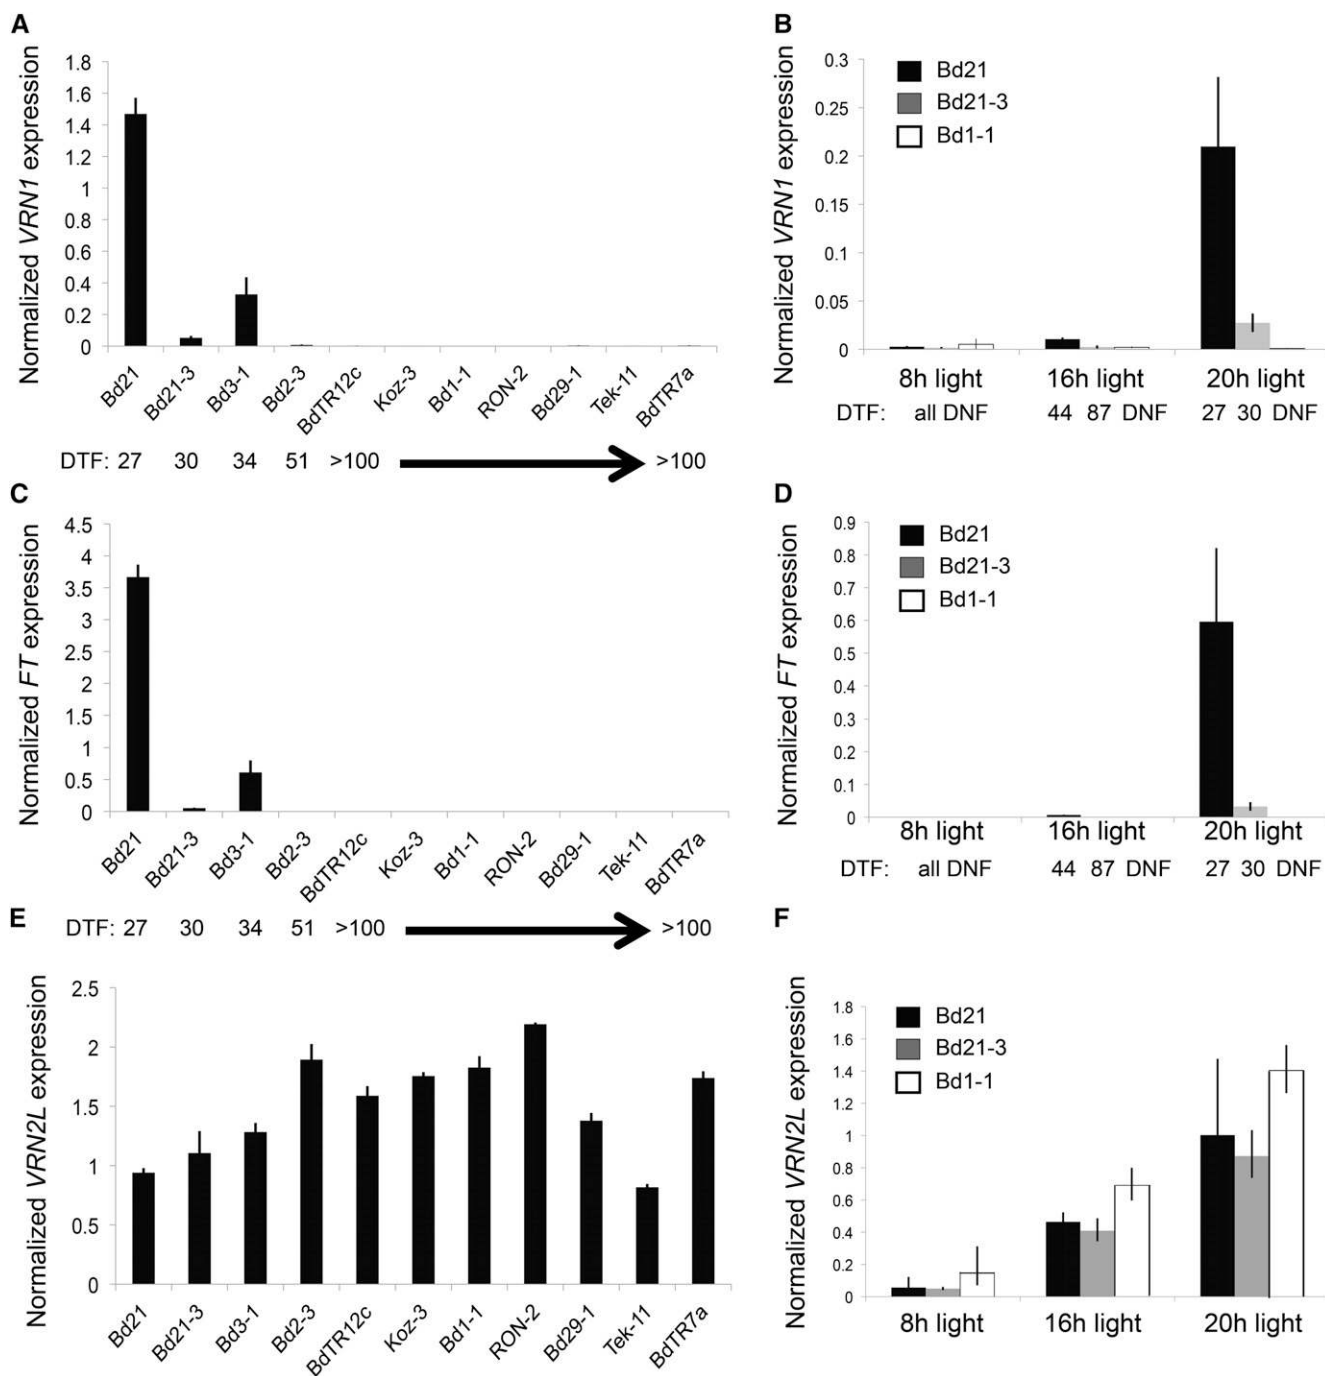 A
Normalized VRN1 expression
1.8
1.6
1.4
1.2
1
0.8
0.6
0.4
0.2
0
Bd21
Bd21-3
Bd3-1
Bd2-3
BdTR12c
Koz-3
Bd1-1
RON-2
Bd29-1
Tek-11
BdTR7a
DTF: 27 30 34 51 >100 >100
B
Normalized VRN1 expression
0.3
0.25
0.2
0.15
0.1
0.05
0
Bd21
Bd21-3
Bd1-1
8h light 16h light 20h light
DTF: all DNF 44 87 DNF 27 30 DNF
C
Normalized FT expression
4.5
4
3.5
3
2.5
2
1.5
1
0.5
0
Bd21
Bd21-3
Bd3-1
Bd2-3
BdTR12c
Koz-3
Bd1-1
RON-2
Bd29-1
Tek-11
BdTR7a
DTF: 27 30 34 51 >100 >100
D
Normalized FT expression
0.9
0.8
0.7
0.6
0.5
0.4
0.3
0.2
0.1
0
Bd21
Bd21-3
Bd1-1
8h light 16h light 20h light
DTF: all DNF 44 87 DNF 27 30 DNF
E
Normalized VRN2L expression
2.5
2
1.5
1
0.5
0
Bd21
Bd21-3
Bd3-1
Bd2-3
BdTR12c
Koz-3
Bd1-1
RON-2
Bd29-1
Tek-11
BdTR7a
F
Normalized VRN2L expression
1.8
1.6
1.4
1.2
1
0.8
0.6
0.4
0.2
0
Bd21
Bd21-3
Bd1-1
8h light 16h light 20h light